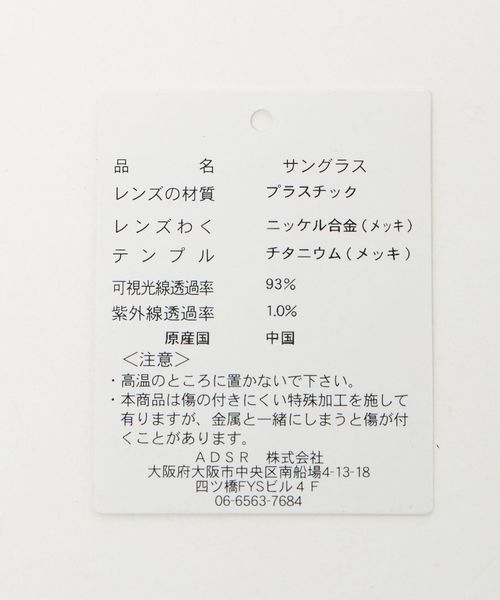 品　　　名　　サングラス
レンズの材質　プラスチック
レンズわく　ニッケル合金(メッキ)
テンプル　チタニウム(メッキ)
可視光線透過率　93%
紫外線透過率　1.0%
原産国　中国
＜注意＞
・高温のところに置かないで下さい。
・本商品は傷の付きにくい特殊加工を施して
有りますが、金属と一緒にしまうと傷が付
くことがあります。
ＡＤＳＲ　株式会社
大阪府大阪市中央区南船場4-13-18
四ツ橋FYSビル４Ｆ
06-6563-7684